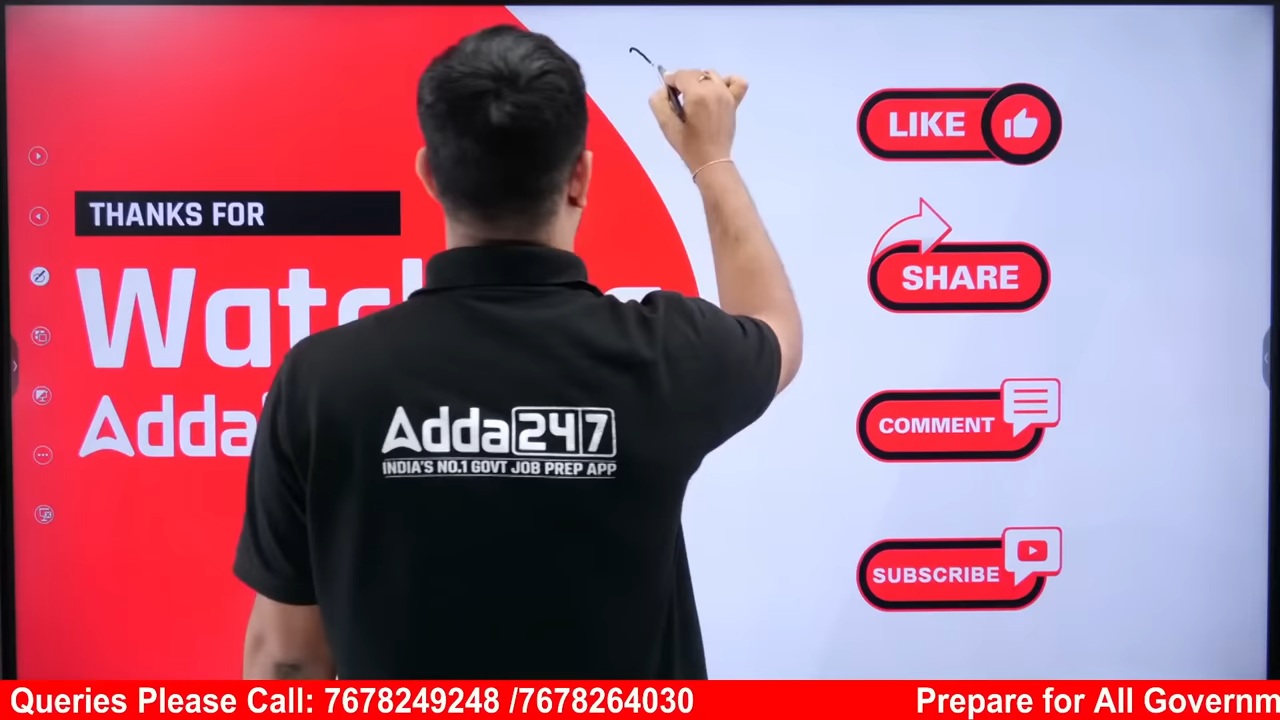 THANKS FOR
Adda
LIKE
SHARE
COMMENT
SUBSCRIBE
Adda247
INDIA'S NO.1 GOVT JOB PREP APP
Queries Please Call: 7678249248 /7678264030
Prepare for All Governm